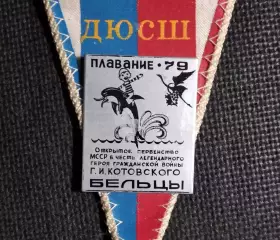 ДЮСШ
ПЛАВАНИЕ • 79
ОТКРЫТОЕ ПЕРВЕНСТВО
МССР В ЧЕСТЬ ЛЕГЕНДАРНОГО
ГЕРОЯ ГРАЖДАНСКОЙ ВОЙНЫ
Г.И. КОТОВСКОГО
БЕЛЬЦЫ